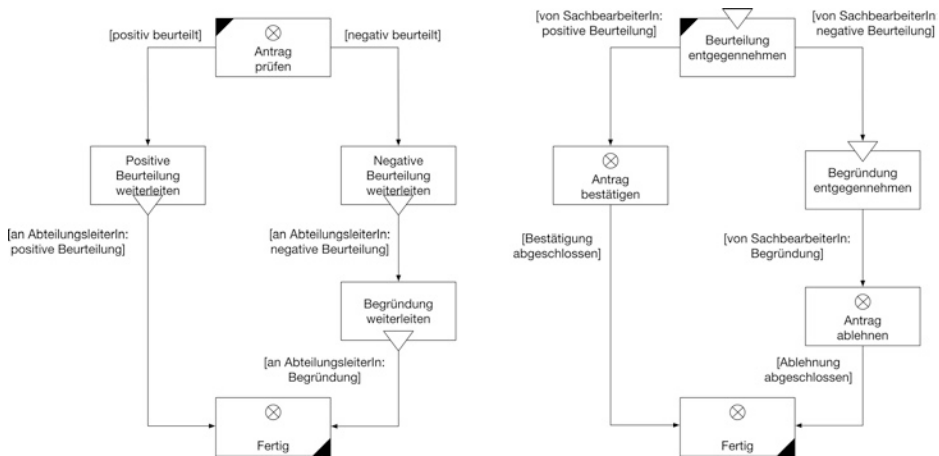 [positiv beurteilt]
Antrag
prüfen
[negativ beurteilt]
Positive
Beurteilung
weiterleiten
Negative
Beurteilung
weiterleiten
[an AbteilungsleiterIn:
positive Beurteilung]
[an AbteilungsleiterIn:
negative Beurteilung]
Begründung
weiterleiten
[an AbteilungsleiterIn:
Begründung]
Fertig
[von SachbearbeiterIn:
positive Beurteilung]
Beurteilung
entgegennehmen
[von SachbearbeiterIn:
negative Beurteilung]
Antrag
bestätigen
Begründung
entgegennehmen
[Bestätigung
abgeschlossen]
[von SachbearbeiterIn:
Begründung]
Antrag
ablehnen
[Ablehnung
abgeschlossen]
Fertig